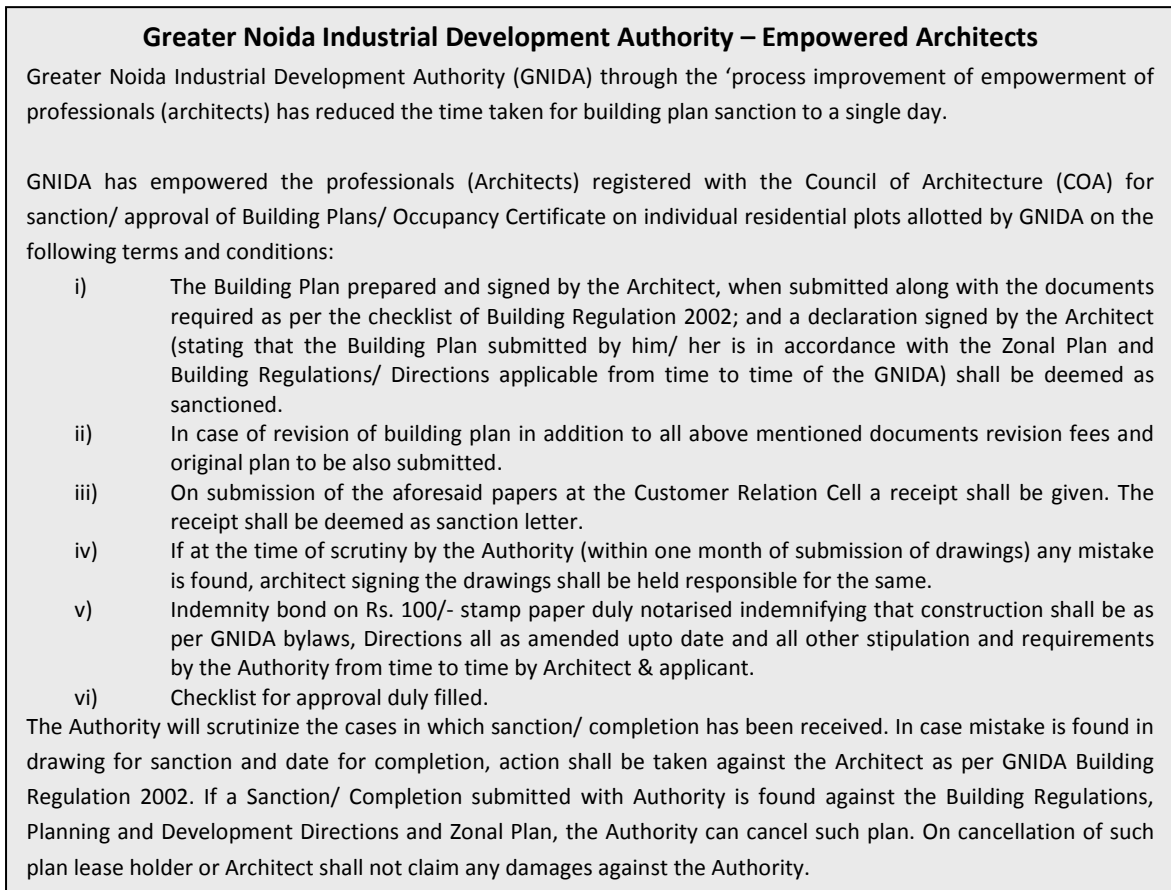 Greater Noida Industrial Development Authority – Empowered Architects
Greater Noida Industrial Development Authority (GNIDA) through the ‘process improvement of empowerment of
professionals (architects) has reduced the time taken for building plan sanction to a single day.
GNIDA has empowered the professionals (Architects) registered with the Council of Architecture (COA) for
sanction/ approval of Building Plans/ Occupancy Certificate on individual residential plots allotted by GNIDA on the
following terms and conditions:
i) The Building Plan prepared and signed by the Architect, when submitted along with the documents
required as per the checklist of Building Regulation 2002; and a declaration signed by the Architect
(stating that the Building Plan submitted by him/ her is in accordance with the Zonal Plan and
Building Regulations/ Directions applicable from time to time of the GNIDA) shall be deemed as
sanctioned.
ii) In case of revision of building plan in addition to all above mentioned documents revision fees and
original plan to be also submitted.
iii) On submission of the aforesaid papers at the Customer Relation Cell a receipt shall be given. The
receipt shall be deemed as sanction letter.
iv) If at the time of scrutiny by the Authority (within one month of submission of drawings) any mistake
is found, architect signing the drawings shall be held responsible for the same.
v) Indemnity bond on Rs. 100/- stamp paper duly notarised indemnifying that construction shall be as
per GNIDA bylaws, Directions all as amended upto date and all other stipulation and requirements
by the Authority from time to time by Architect & applicant.
vi) Checklist for approval duly filled.
The Authority will scrutinize the cases in which sanction/ completion has been received. In case mistake is found in
drawing for sanction and date for completion, action shall be taken against the Architect as per GNIDA Building
Regulation 2002. If a Sanction/ Completion submitted with Authority is found against the Building Regulations,
Planning and Development Directions and Zonal Plan, the Authority can cancel such plan. On cancellation of such
plan lease holder or Architect shall not claim any damages against the Authority.